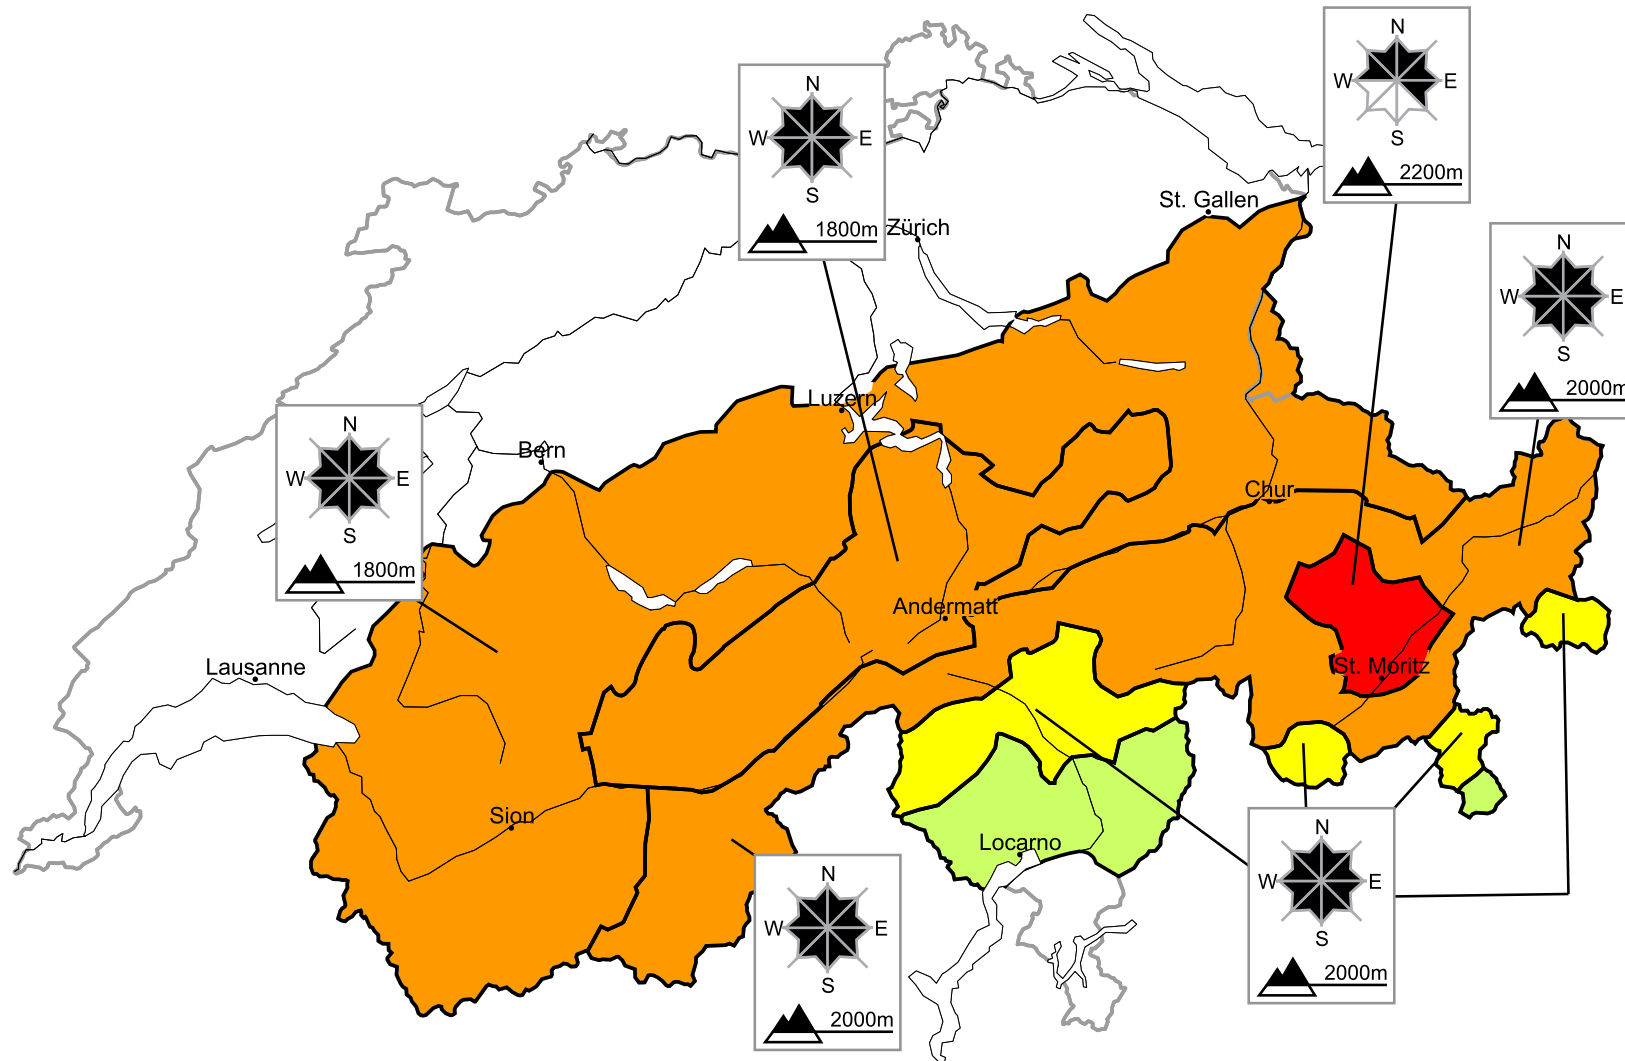 N
W E
S
2200m
N
W E
S
1800m
St. Gallen
Zürich
N
W E
S
2000m
Luzern
N
W E
S
1800m
Bern
Chur
Andermatt
Lausanne
St. Moritz
Sion
Locarno
N
W E
S
2000m
N
W E
S
2000m